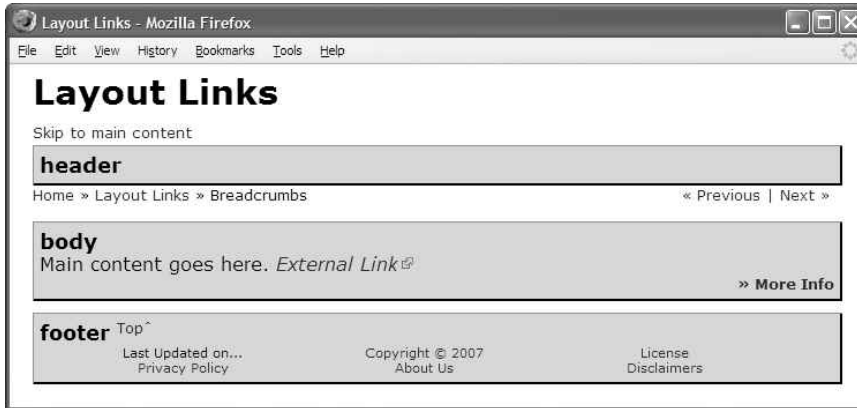 Layout Links - Mozilla Firefox
File Edit View History Bookmarks Tools Help
Layout Links
Skip to main content
header
Home » Layout Links » Breadcrumbs « Previous | Next »
body
Main content goes here. External Link
» More Info
footer Topˆ
Last Updated on... Copyright © 2007 License
Privacy Policy About Us Disclaimers